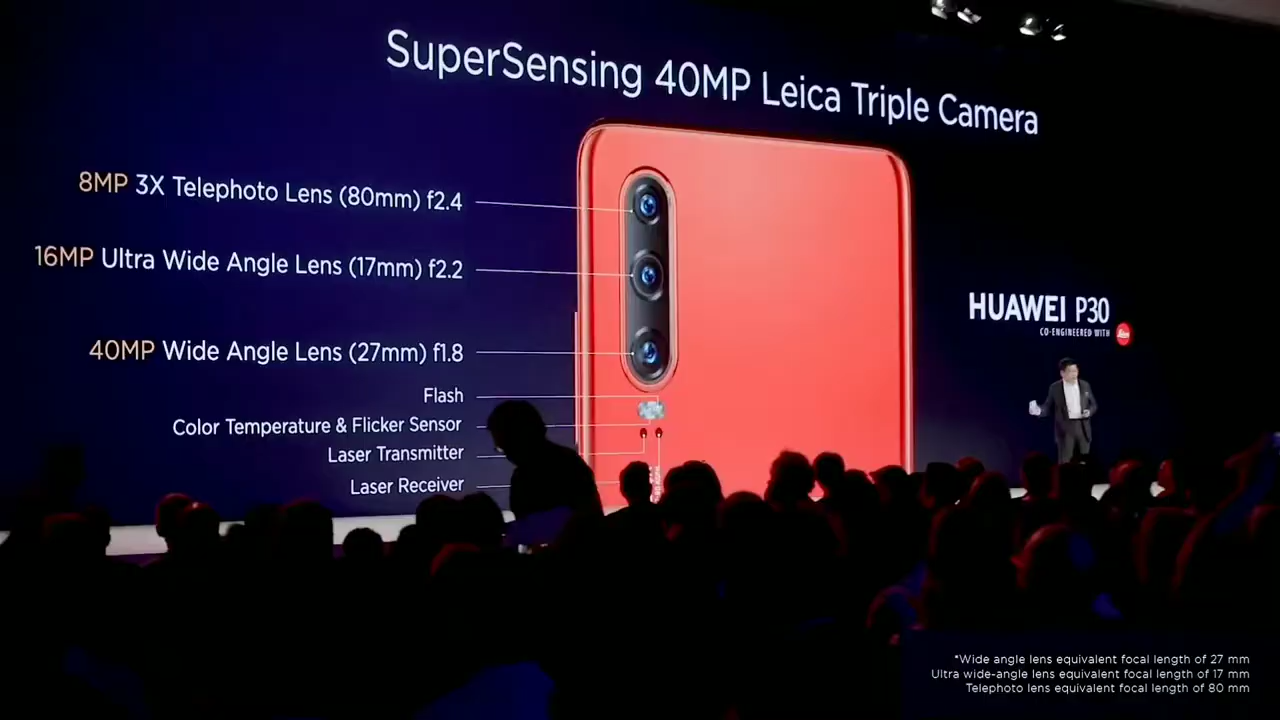 SuperSensing 40MP Leica Triple Camera
8MP 3X Telephoto Lens (80mm) f2.4
16MP Ultra Wide Angle Lens (17mm) f2.2
40MP Wide Angle Lens (27mm) f1.8
Flash
Color Temperature & Flicker Sensor
Laser Transmitter
Laser Receiver
HUAWEI P30
CO-ENGINEERED WITH
Leica
*Wide angle lens equivalent focal length of 27 mm
Ultra wide-angle lens equivalent focal length of 17 mm
Telephoto lens equivalent focal length of 80 mm